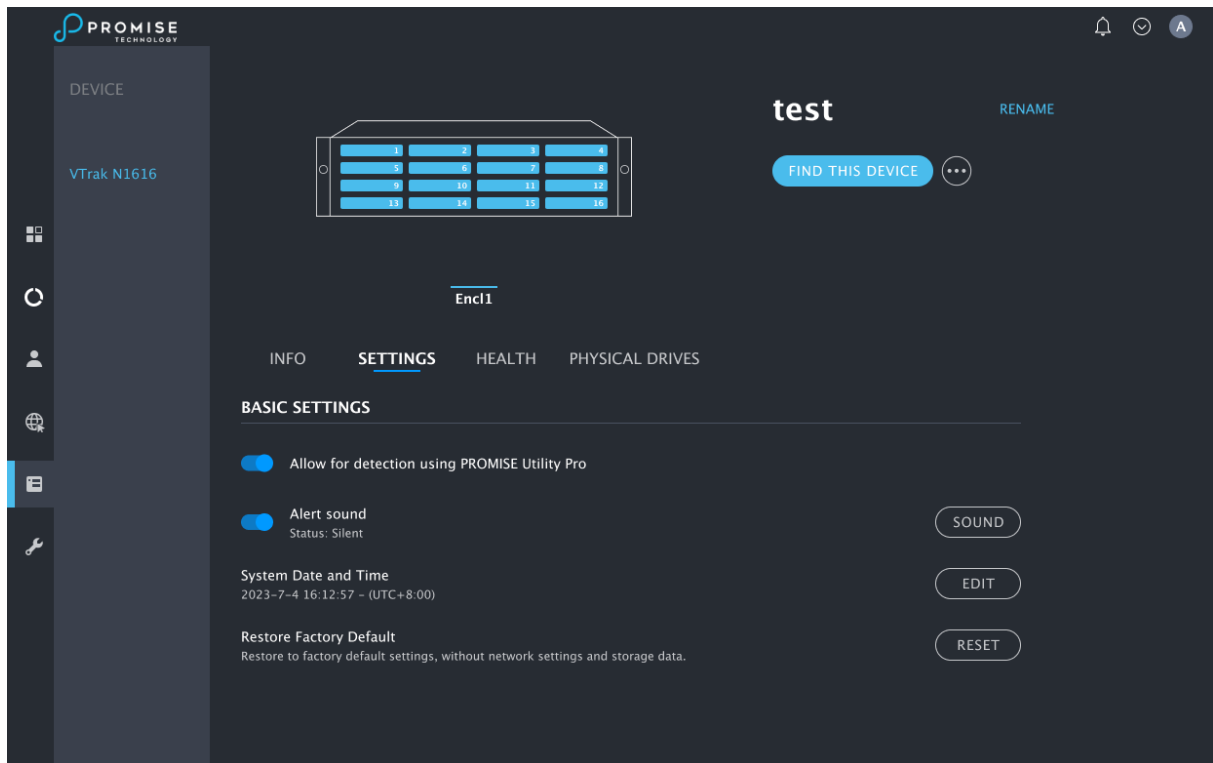 PROMISE
TECHNOLOGY
A
DEVICE
VTrak N1616
test
RENAME
FIND THIS DEVICE
1 2 3 4
5 6 7 8
9 10 11 12
13 14 15 16
Encl1
INFO SETTINGS HEALTH PHYSICAL DRIVES
BASIC SETTINGS
Allow for detection using PROMISE Utility Pro
Alert sound
Status: Silent
SOUND
System Date and Time
2023-7-4 16:12:57 - (UTC+8:00)
EDIT
Restore Factory Default
Restore to factory default settings, without network settings and storage data.
RESET